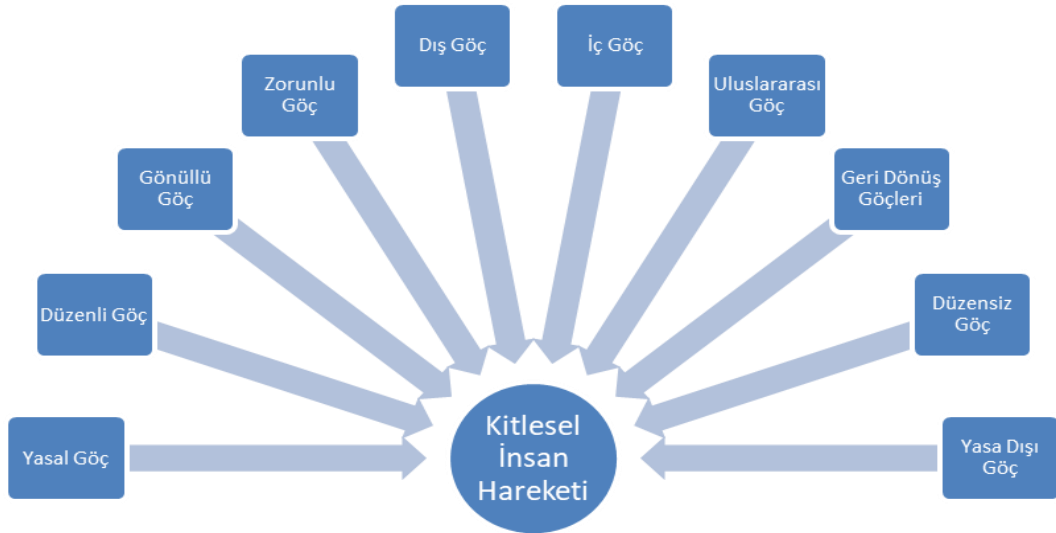 Dış Göç
İç Göç
Zorunlu
Göç
Uluslararası
Göç
Gönüllü
Göç
Geri Dönüş
Göçleri
Düzenli Göç
Düzensiz
Göç
Yasal Göç
Kitlesel
İnsan
Hareketi
Yasa Dışı
Göç